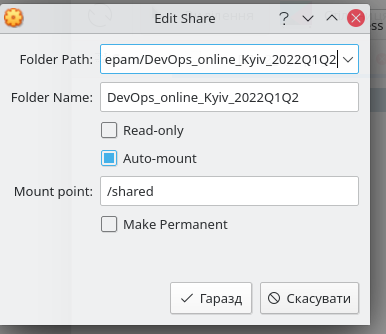 Edit Share
Folder Path: epam/DevOps_online_Kyiv_2022Q1Q2
Folder Name: DevOps_online_Kyiv_2022Q1Q2
Read-only
Auto-mount
Mount point: /shared
Make Permanent
Гаразд Скасувати